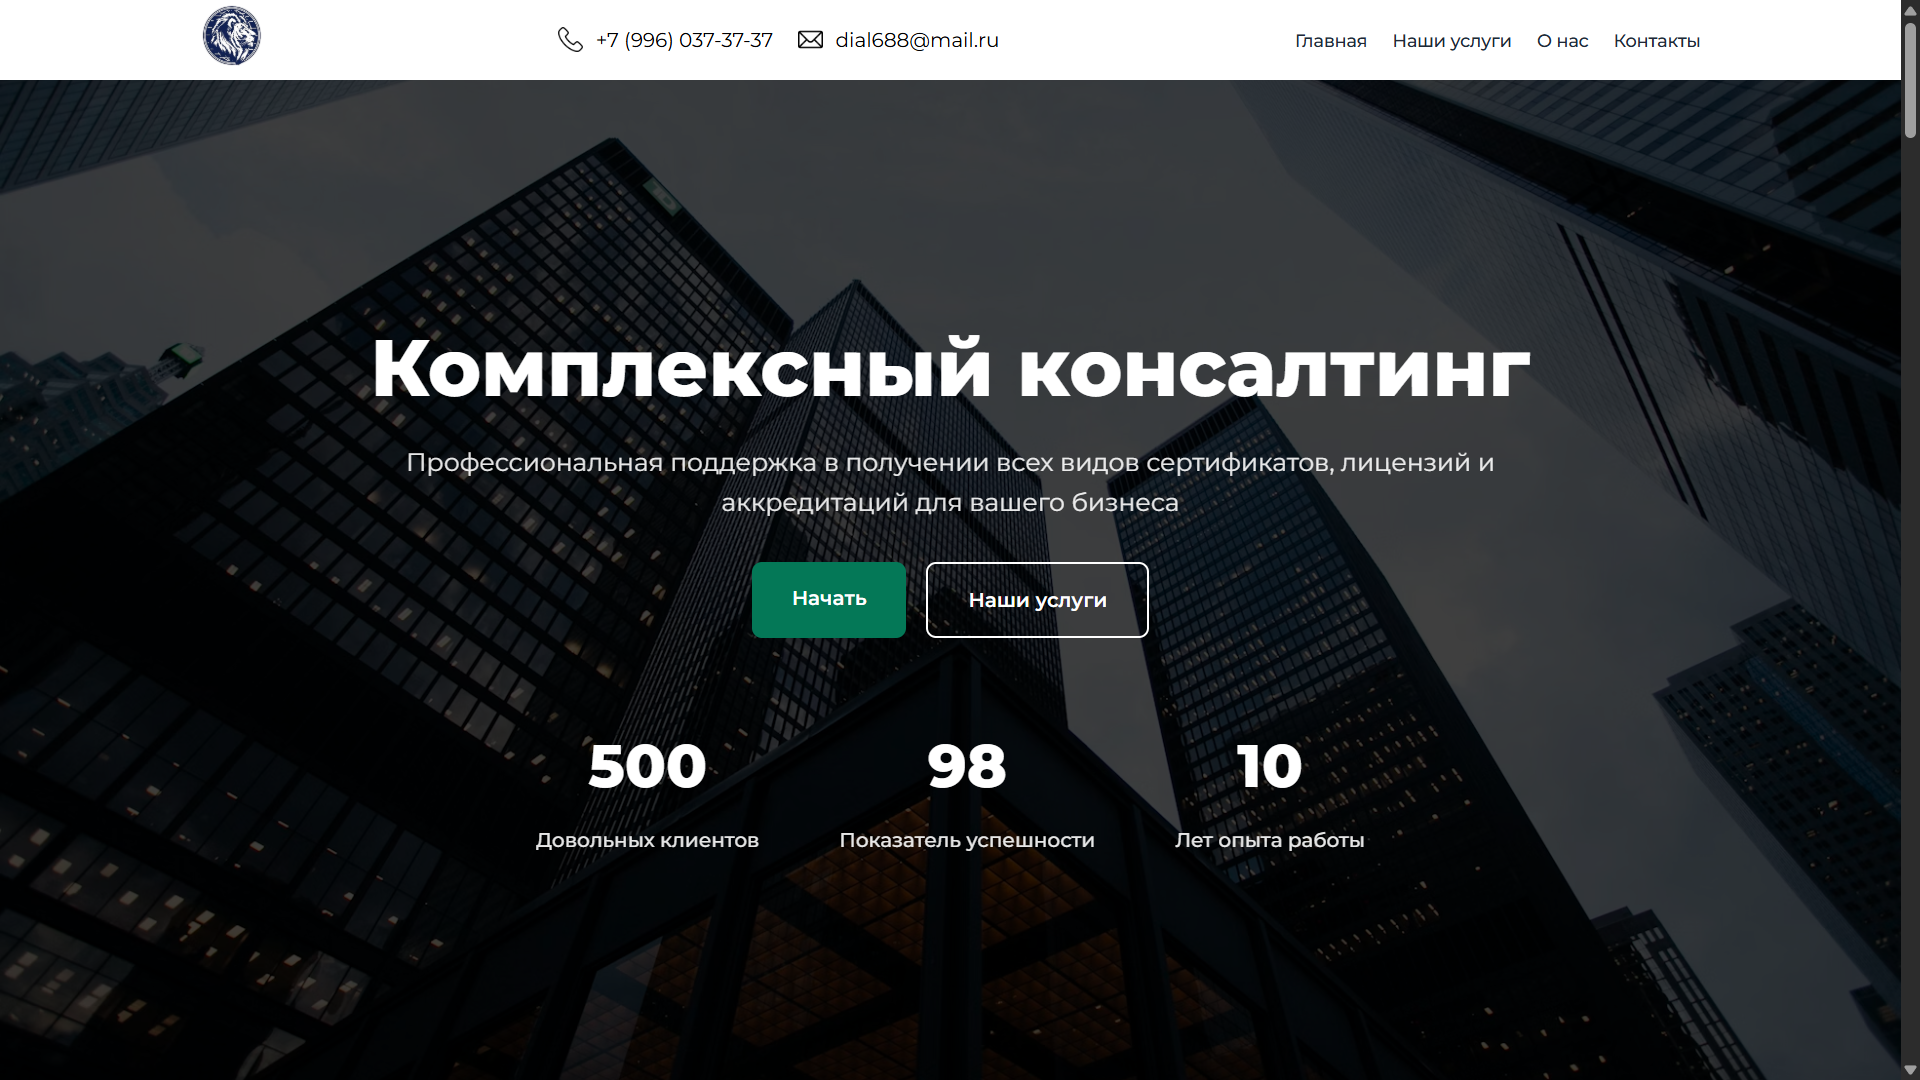 +7 (996) 037-37-37
dial688@mail.ru
Главная
Наши услуги
О нас
Контакты
Комплексный консалтинг
Профессиональная поддержка в получении всех видов сертификатов, лицензий и
аккредитаций для вашего бизнеса
Начать
Наши услуги
500
98
10
Довольных клиентов
Показатель успешности
Лет опыта работы